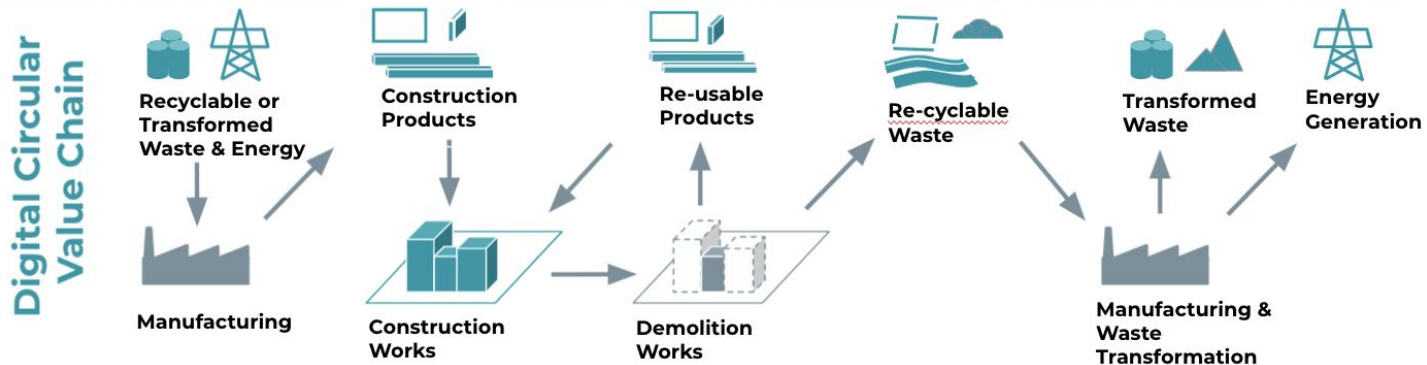 Digital Circular
Value Chain
Recyclable or
Transformed
Waste & Energy
Construction
Products
Re-usable
Products
Re-cyclable
Waste
Transformed
Waste
Energy
Generation
Manufacturing
Construction
Works
Demolition
Works
Manufacturing &
Waste
Transformation